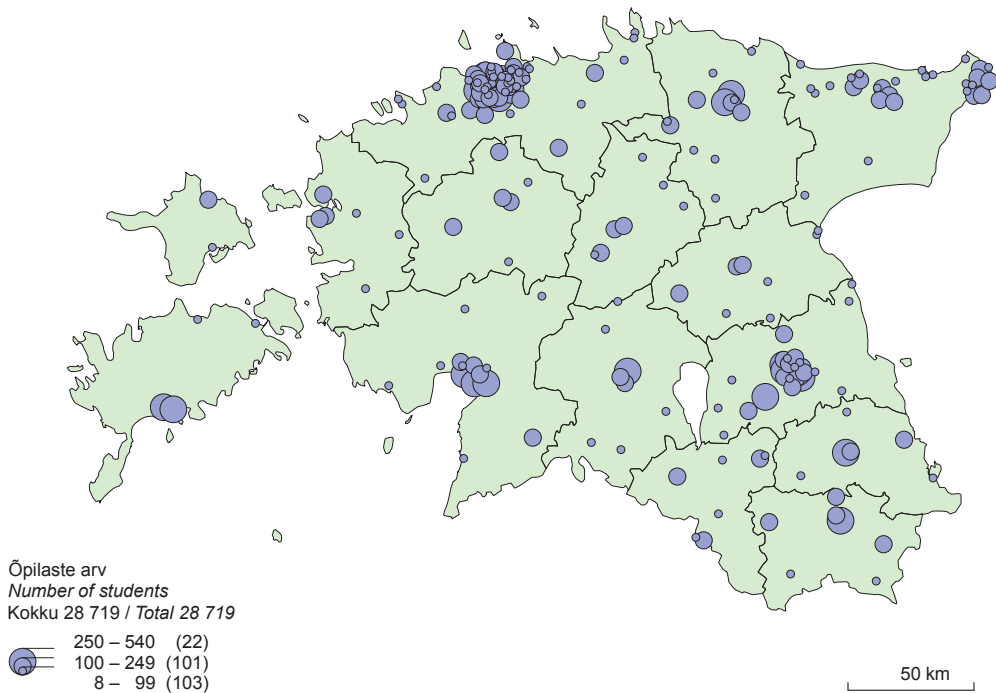 Õpilaste arv
Number of students
Kokku 28 719 / Total 28 719
250 – 540 (22)
100 – 249 (101)
8 – 99 (103)
50 km